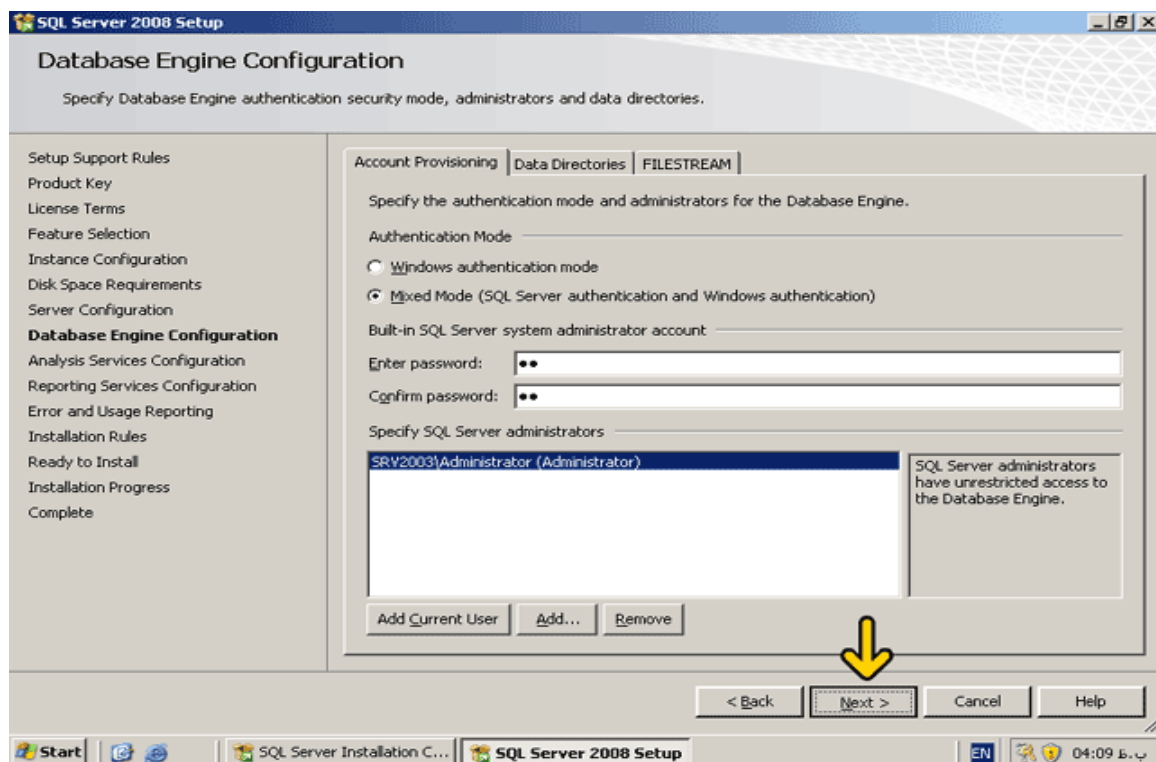 SQL Server 2008 Setup
Database Engine Configuration
Specify Database Engine authentication security mode, administrators and data directories.
Setup Support Rules
Product Key
License Terms
Feature Selection
Instance Configuration
Disk Space Requirements
Server Configuration
Database Engine Configuration
Analysis Services Configuration
Reporting Services Configuration
Error and Usage Reporting
Installation Rules
Ready to Install
Installation Progress
Complete
Account Provisioning Data Directories FILESTREAM
Specify the authentication mode and administrators for the Database Engine.
Authentication Mode
Windows authentication mode
Mixed Mode (SQL Server authentication and Windows authentication)
Built-in SQL Server system administrator account
Enter password: ●●
Confirm password: ●●
Specify SQL Server administrators
SRV2003\Administrator (Administrator)
SQL Server administrators
have unrestricted access to
the Database Engine.
Add Current User Add... Remove
< Back Next > Cancel Help
Start SQL Server Installation C... SQL Server 2008 Setup EN 04:09 ب.ظ